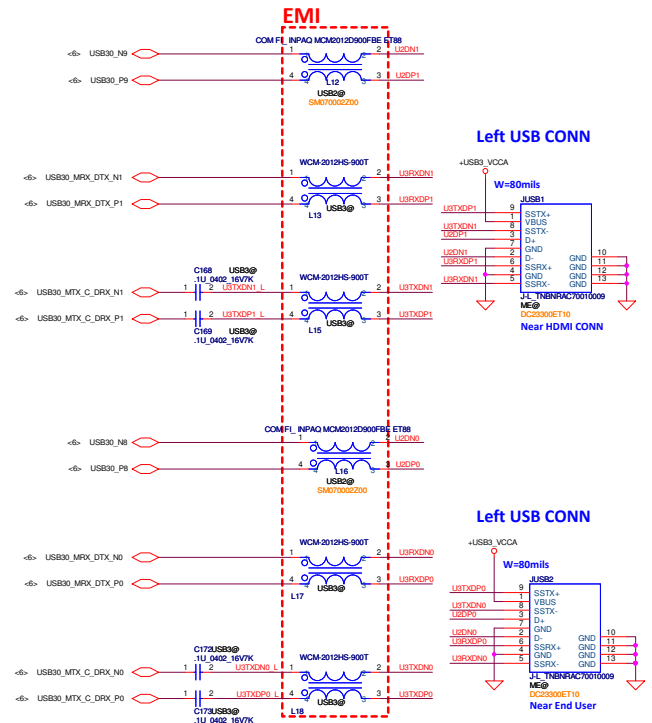 EMI
COM FI_ INPAQ MCM2012D900FBE ET88
<6> USB30_N9 1 2 U2DN1
<6> USB30_P9 4 3 U2DP1
L12
USB2@
SM070002Z00
WCM-2012HS-900T
<6> USB30_MRX_DTX_N1 1 2 U3RXDN1
<6> USB30_MRX_DTX_P1 4 USB3@ 3 U3RXDP1
L13
Left USB CONN
+USB3_VCCA
W=80mils
JUSB1
U3TXDP1 9 SSTX+
1 VBUS
U3TXDN1 8 SSTX-
U2DP1 3 D+
7 GND
U2DN1 2 D- GND 10
U3RXDP1 6 SSRX+ GND 11
4 GND GND 12
U3RXDN1 5 SSRX- GND 13
J-L_TNBNRAC70010009
ME@
DC23300ET10
Near HDMI CONN
C168 USB3@
.1U_0402_16V7K
WCM-2012HS-900T
<6> USB30_MTX_C_DRX_N1 1 2 U3TXDN1_L 1 2 U3TXDN1
<6> USB30_MTX_C_DRX_P1 1 2 U3TXDP1_L 4 USB3@ 3 U3TXDP1
L15
C169 USB3@
.1U_0402_16V7K
COM FI_ INPAQ MCM2012D900FBE ET88
<6> USB30_N8 1 2 U2DN0
<6> USB30_P8 4 3 U2DP0
L16
USB2@
SM070002Z00
WCM-2012HS-900T
<6> USB30_MRX_DTX_N0 1 2 U3RXDN0
<6> USB30_MRX_DTX_P0 4 USB3@ 3 U3RXDP0
L17
Left USB CONN
+USB3_VCCA
W=80mils
JUSB2
U3TXDP0 9 SSTX+
1 VBUS
U3TXDN0 8 SSTX-
U2DP0 3 D+
7 GND
U2DN0 2 D- GND 10
U3RXDP0 6 SSRX+ GND 11
4 GND GND 12
U3RXDN0 5 SSRX- GND 13
J-L_TNBNRAC70010009
ME@
DC23300ET10
Near End User
C172 USB3@
.1U_0402_16V7K
WCM-2012HS-900T
<6> USB30_MTX_C_DRX_N0 1 2 U3TXDN0_L 1 2 U3TXDN0
<6> USB30_MTX_C_DRX_P0 1 2 U3TXDP0_L 4 USB3@ 3 U3TXDP0
L18
C173 USB3@
.1U_0402_16V7K